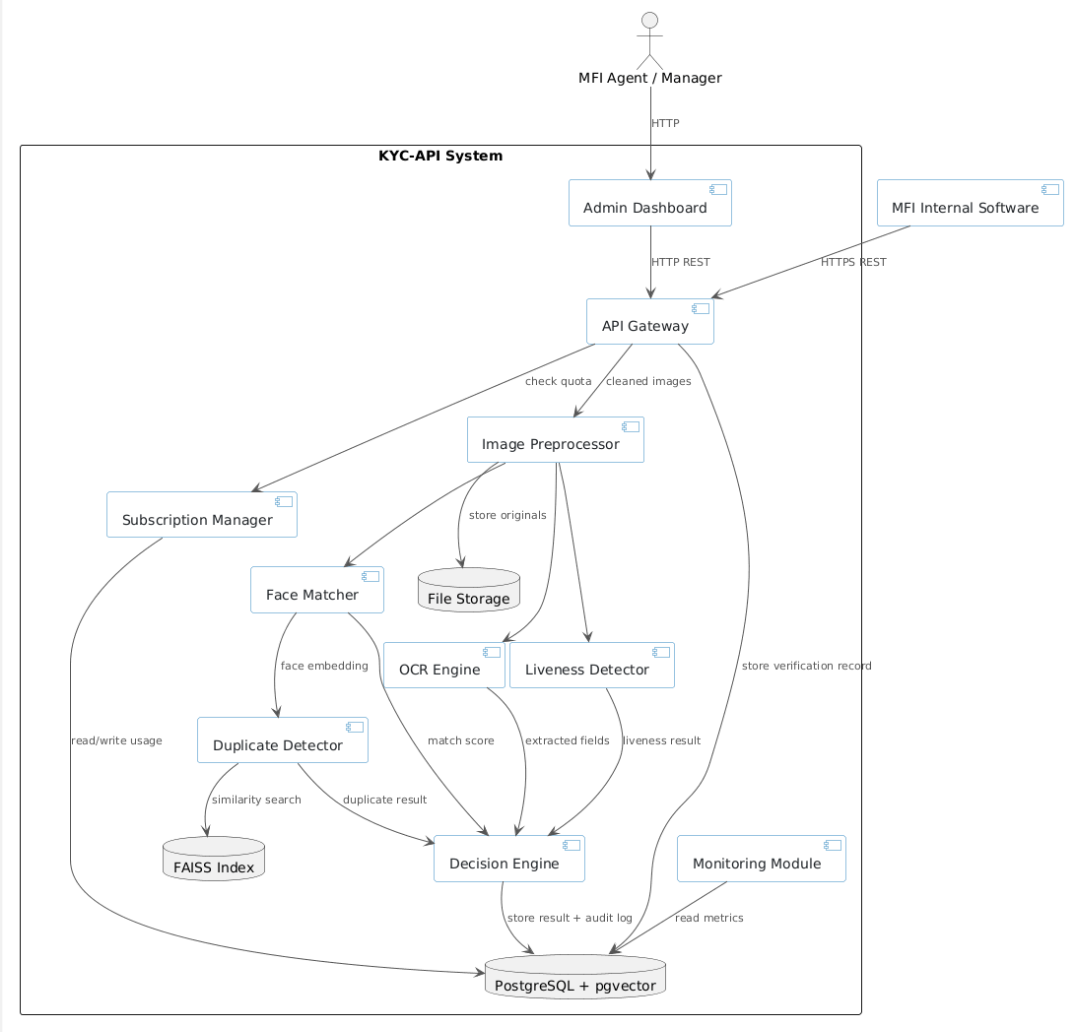 MFI Agent / Manager
HTTP
KYC-API System
Admin Dashboard
MFI Internal Software
HTTP REST
HTTPS REST
API Gateway
check quota
cleaned images
Image Preprocessor
Subscription Manager
store originals
Face Matcher
File Storage
face embedding
OCR Engine
Liveness Detector
store verification record
Duplicate Detector
read/write usage
match score
extracted fields
liveness result
similarity search
duplicate result
FAISS Index
Decision Engine
Monitoring Module
store result + audit log
read metrics
PostgreSQL + pgvector